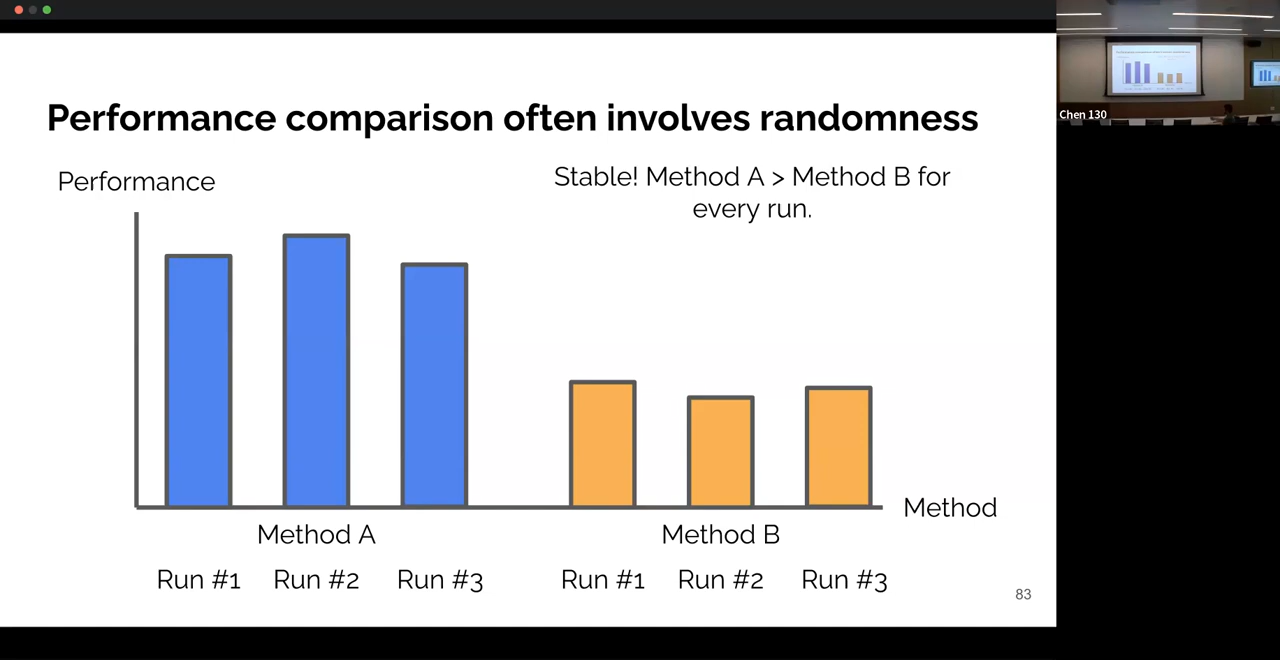 Performance comparison often involves randomness
Performance
Stable! Method A > Method B for
every run.
Method
Method A
Method B
Run #1
Run #2
Run #3
Run #1
Run #2
Run #3
83
Chen 130